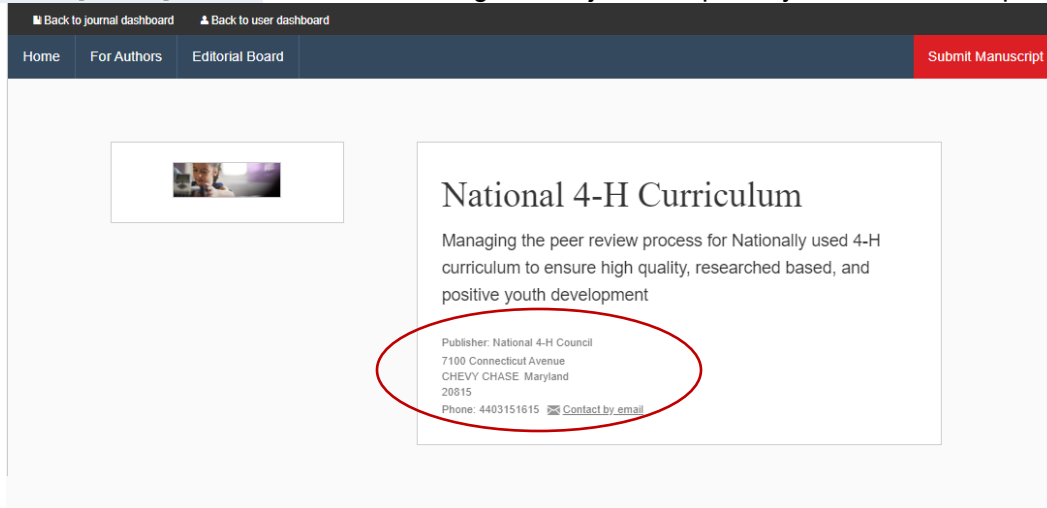 Back to journal dashboard Back to user dashboard
Home For Authors Editorial Board Submit Manuscript
National 4-H Curriculum
Managing the peer review process for Nationally used 4-H
curriculum to ensure high quality, researched based, and
positive youth development
Publisher: National 4-H Council
7100 Connecticut Avenue
CHEVY CHASE Maryland
20815
Phone: 4403151615 Contact by email